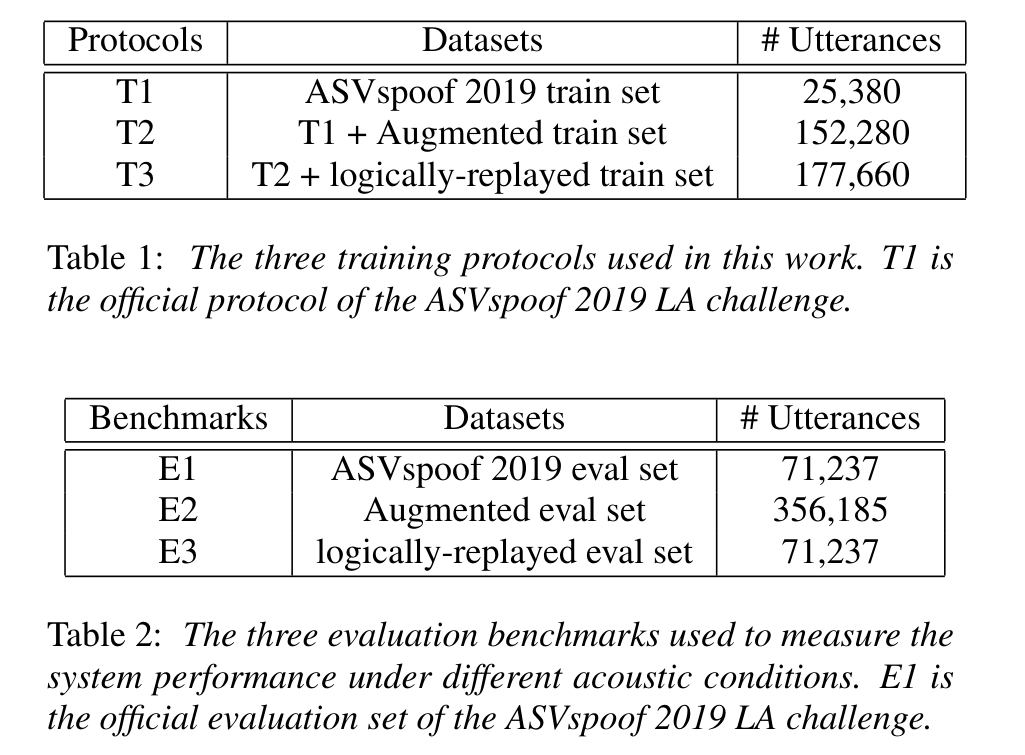 Protocols Datasets # Utterances
T1 ASVspoof 2019 train set 25,380
T2 T1 + Augmented train set 152,280
T3 T2 + logically-replayed train set 177,660
Table 1: The three training protocols used in this work. T1 is
the official protocol of the ASVspoof 2019 LA challenge.
Benchmarks Datasets # Utterances
E1 ASVspoof 2019 eval set 71,237
E2 Augmented eval set 356,185
E3 logically-replayed eval set 71,237
Table 2: The three evaluation benchmarks used to measure the
system performance under different acoustic conditions. E1 is
the official evaluation set of the ASVspoof 2019 LA challenge.